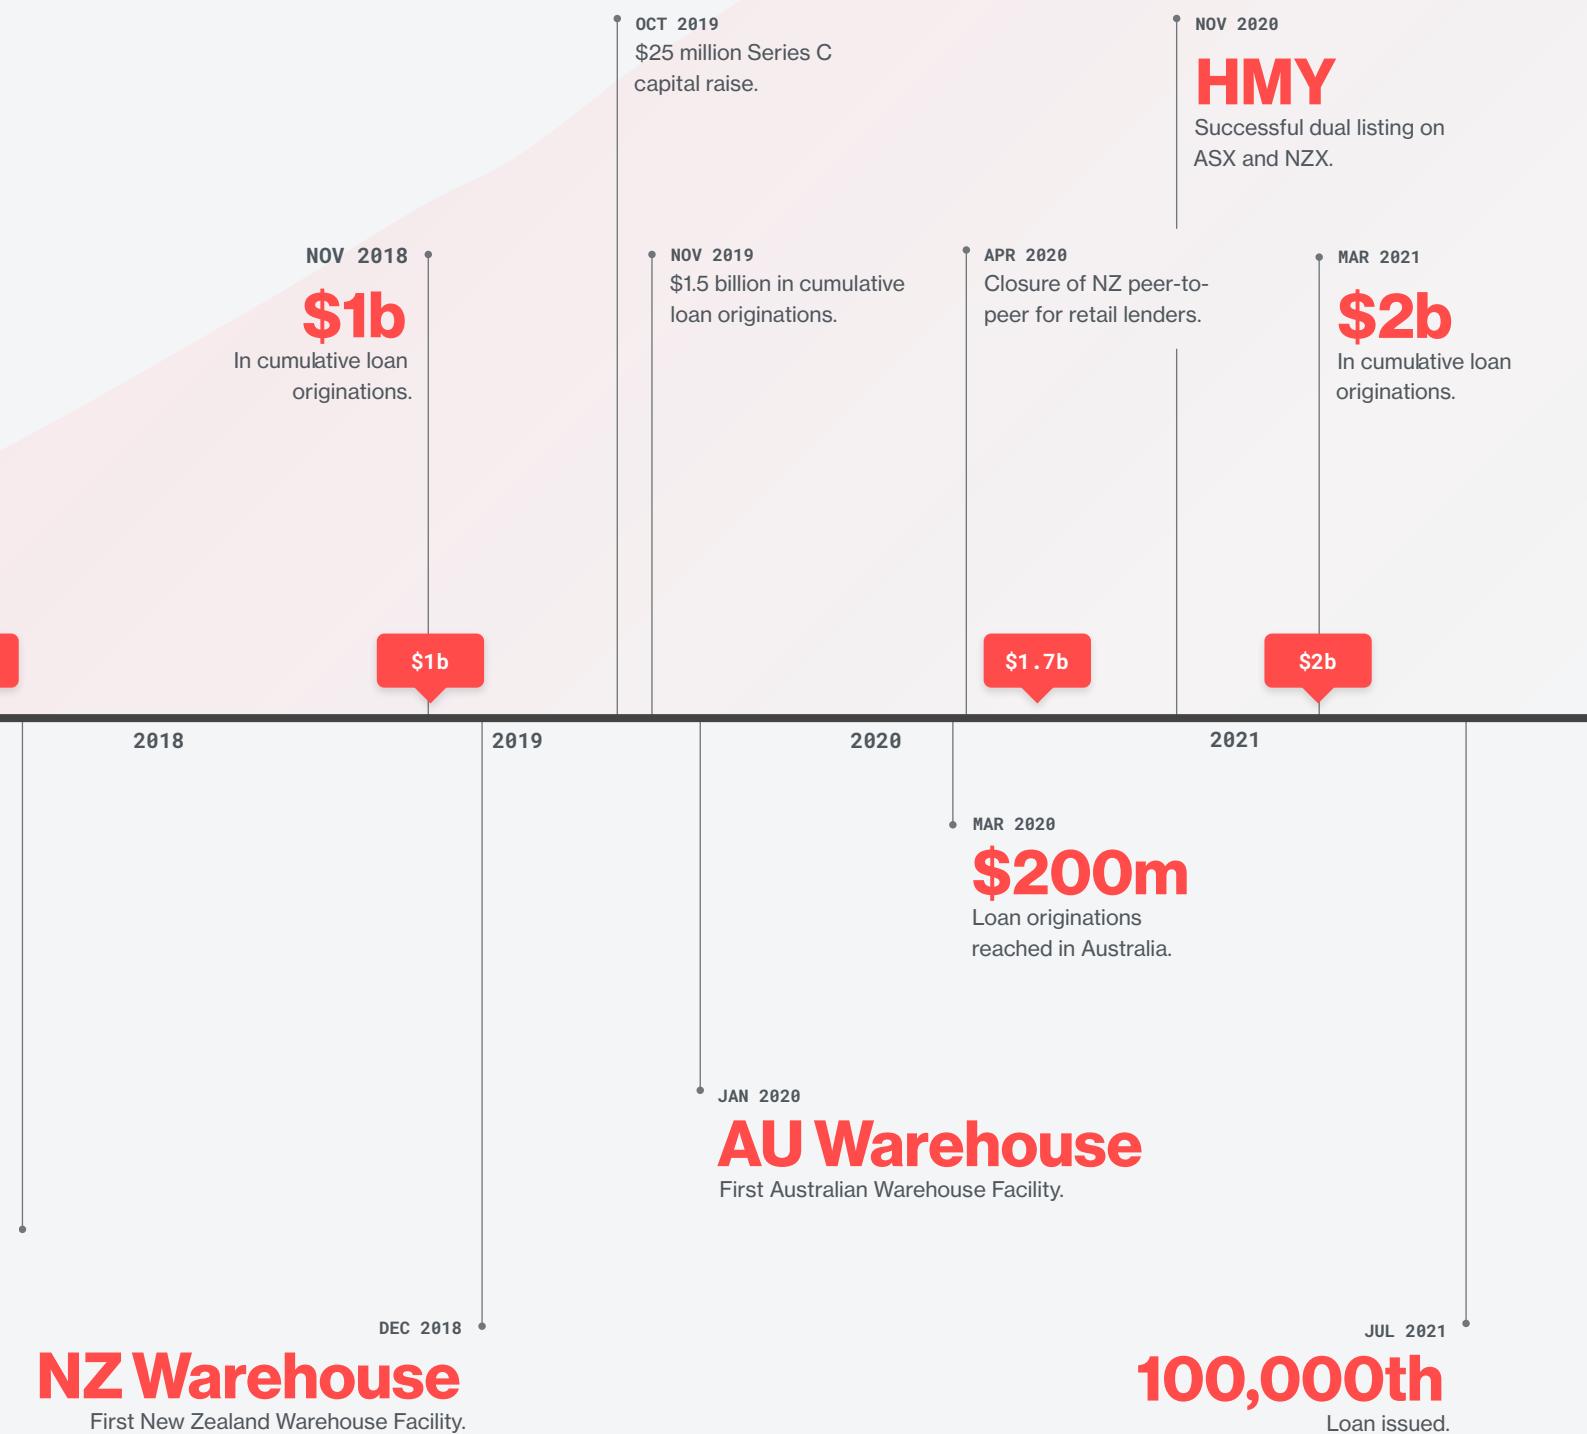 OCT 2019
$25 million Series C
capital raise.
NOV 2020
HMY
Successful dual listing on
ASX and NZX.
NOV 2018
$1b
In cumulative loan
originations.
NOV 2019
$1.5 billion in cumulative
loan originations.
APR 2020
Closure of NZ peer-to-
peer for retail lenders.
MAR 2021
$2b
In cumulative loan
originations.
$1b
$1.7b
$2b
2018
2019
2020
2021
MAR 2020
$200m
Loan originations
reached in Australia.
JAN 2020
AU Warehouse
First Australian Warehouse Facility.
DEC 2018
NZ Warehouse
First New Zealand Warehouse Facility.
JUL 2021
100,000th
Loan issued.